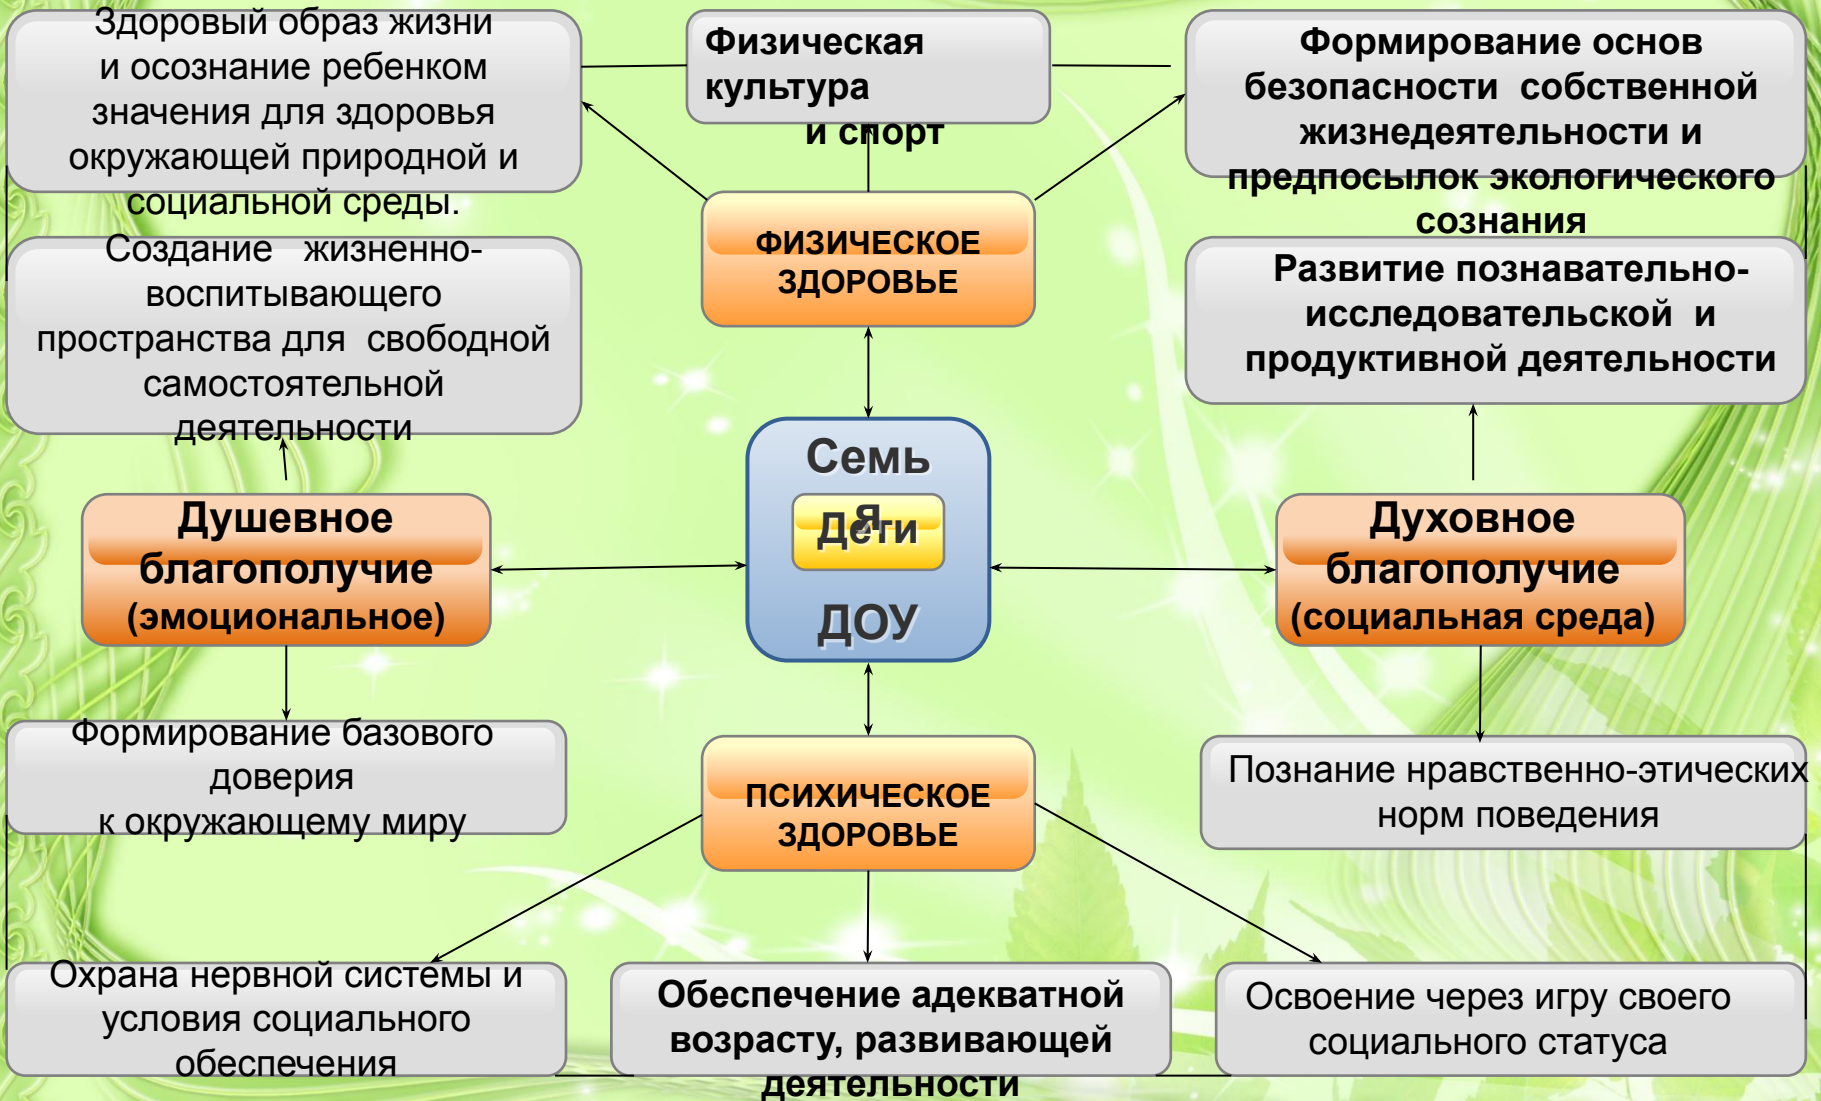 Здоровый образ жизни
и осознание ребенком
значения для здоровья
окружающей природной и
социальной среды.
Физическая
культура
и спорт
Формирование основ
безопасности собственной
жизнедеятельности и
предпосылок экологического
сознания
Создание жизненно-
воспитывающего
пространства для свободной
самостоятельной
деятельности
ФИЗИЧЕСКОЕ
ЗДОРОВЬЕ
Развитие познавательно-
исследовательской и
продуктивной деятельности
Душевное
благополучие
(эмоциональное)
Семь
я
Дети
ДОУ
Духовное
благополучие
(социальная среда)
Формирование базового
доверия
к окружающему миру
ПСИХИЧЕСКОЕ
ЗДОРОВЬЕ
Познание нравственно-этических
норм поведения
Охрана нервной системы и
условия социального
обеспечения
Обеспечение адекватной
возрасту, развивающей
деятельности
Освоение через игру своего
социального статуса